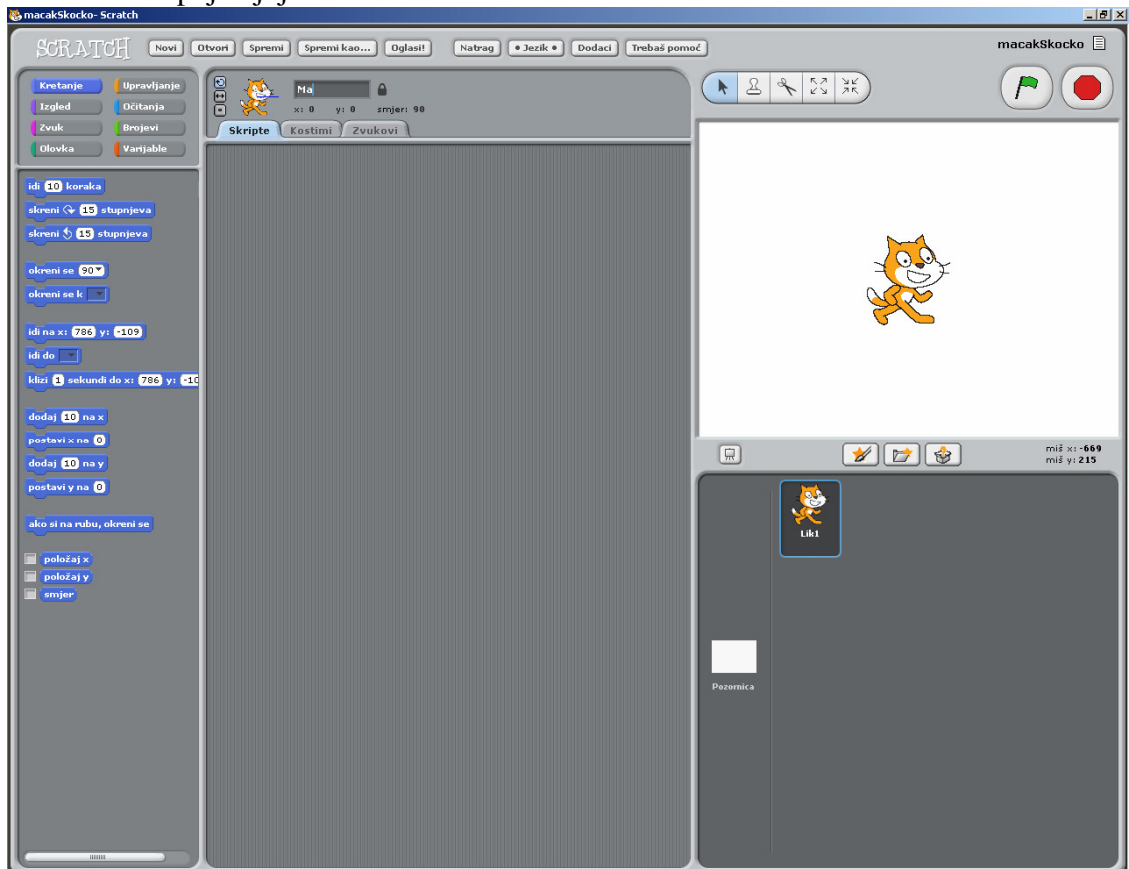 macakSkocko- Scratch
SCRATCH Novi Otvori Spremi Spremi kao... Oglasi! Natrag • Jezik • Dodaci Trebaš pomoć macakSkocko
Kretanje Upravljanje
Izgled Očitanja
Zvuk Brojevi
Olovka Varijable
Ma
x: 0 y: 0 smjer: 90
Skripte Kostimi Zvukovi
idi 10 koraka
skreni 15 stupnjeva
skreni 15 stupnjeva
okreni se 90
okreni se k
idi na x: 786 y: -109
idi do
klizi 1 sekundi do x: 786 y: -10
dodaj 10 na x
postavi x na 0
dodaj 10 na y
postavi y na 0
ako si na rubu, okreni se
položaj x
položaj y
smjer
miš x: -669
miš y: 215
Lik1
Pozornica